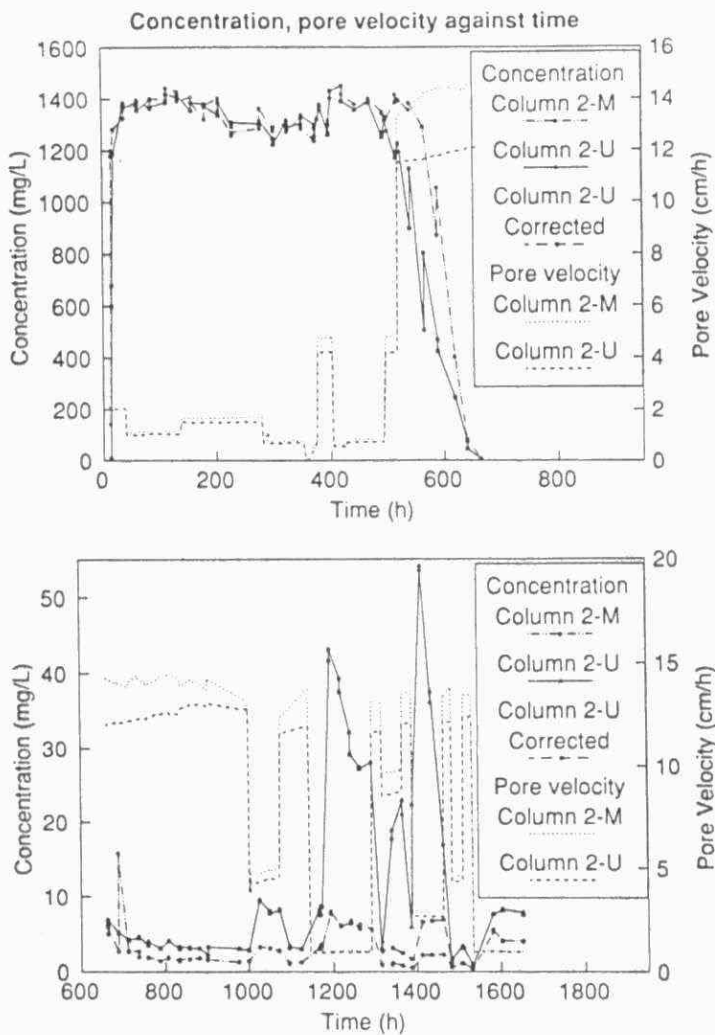 Concentration, pore velocity against time
1600
1400
1200
1000
800
600
400
200
0
Concentration (mg/L)
0
200
400
600
800
Time (h)
16
14
12
10
8
6
4
2
0
Pore Velocity (cm/h)
Concentration
Column 2-M
Column 2-U
Column 2-U
Corrected
Pore velocity
Column 2-M
Column 2-U
50
40
30
20
10
0
Concentration (mg/L)
600
800
1000
1200
1400
1600
1800
Time (h)
20
15
10
5
0
Pore Velocity (cm/h)
Concentration
Column 2-M
Column 2-U
Column 2-U
Corrected
Pore velocity
Column 2-M
Column 2-U